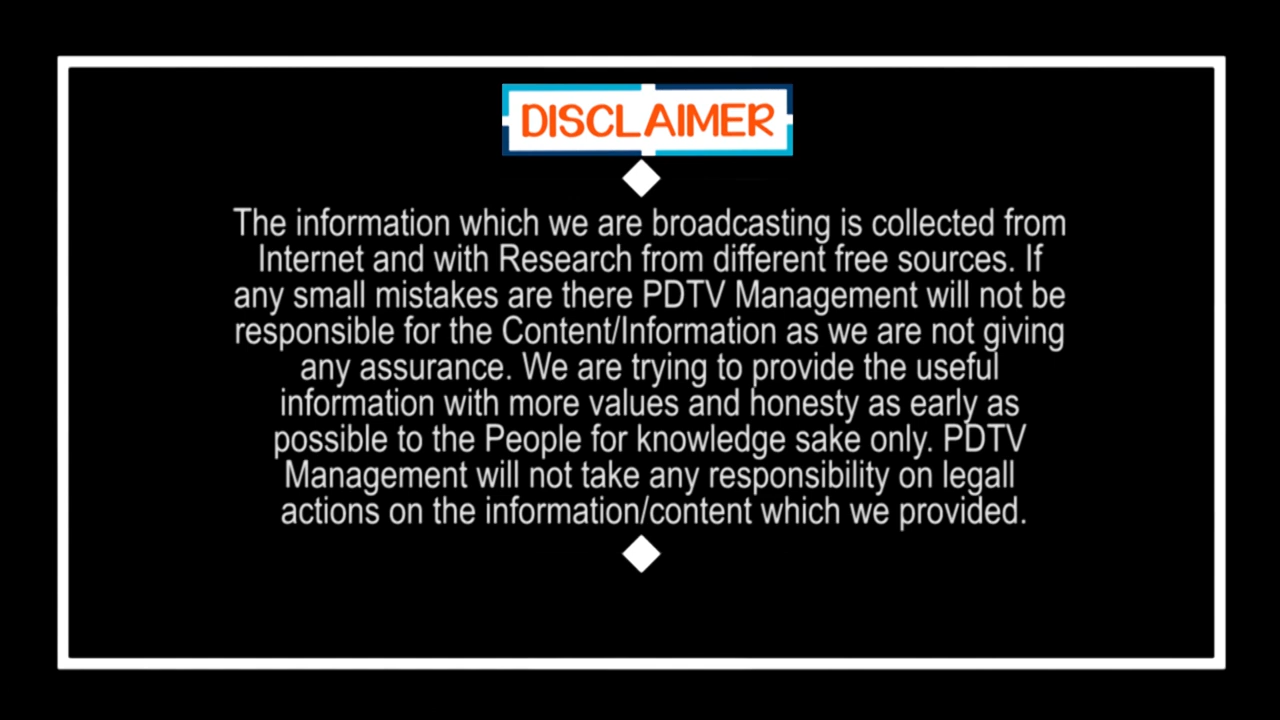 DISCLAIMER
The information which we are broadcasting is collected from
Internet and with Research from different free sources. If
any small mistakes are there PDTV Management will not be
responsible for the Content/Information as we are not giving
any assurance. We are trying to provide the useful
information with more values and honesty as early as
possible to the People for knowledge sake only. PDTV
Management will not take any responsibility on legall
actions on the information/content which we provided.